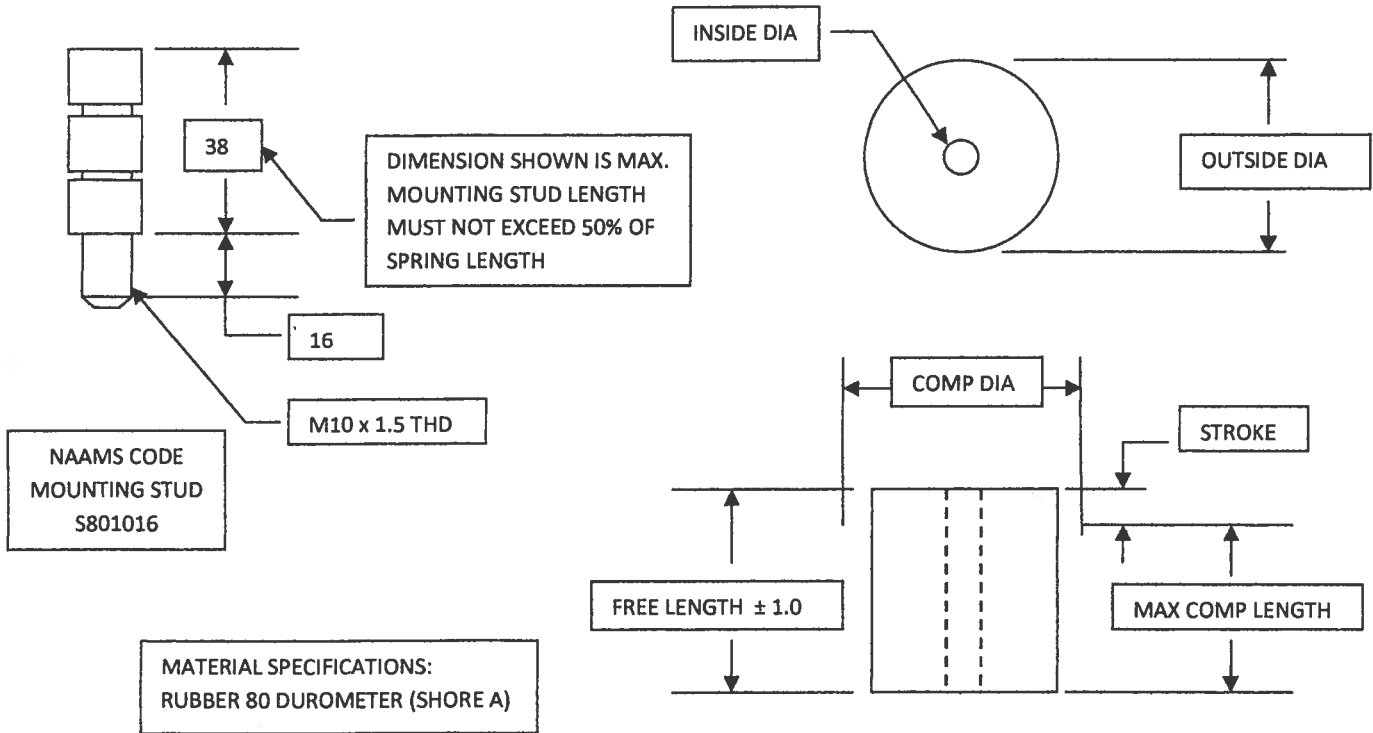 INSIDE DIA
38
DIMENSION SHOWN IS MAX.
MOUNTING STUD LENGTH
MUST NOT EXCEED 50% OF
SPRING LENGTH
OUTSIDE DIA
16
M10 x 1.5 THD
NAAMS CODE
MOUNTING STUD
S801016
COMP DIA
STROKE
FREE LENGTH ± 1.0
MAX COMP LENGTH
MATERIAL SPECIFICATIONS:
RUBBER 80 DUROMETER (SHORE A)